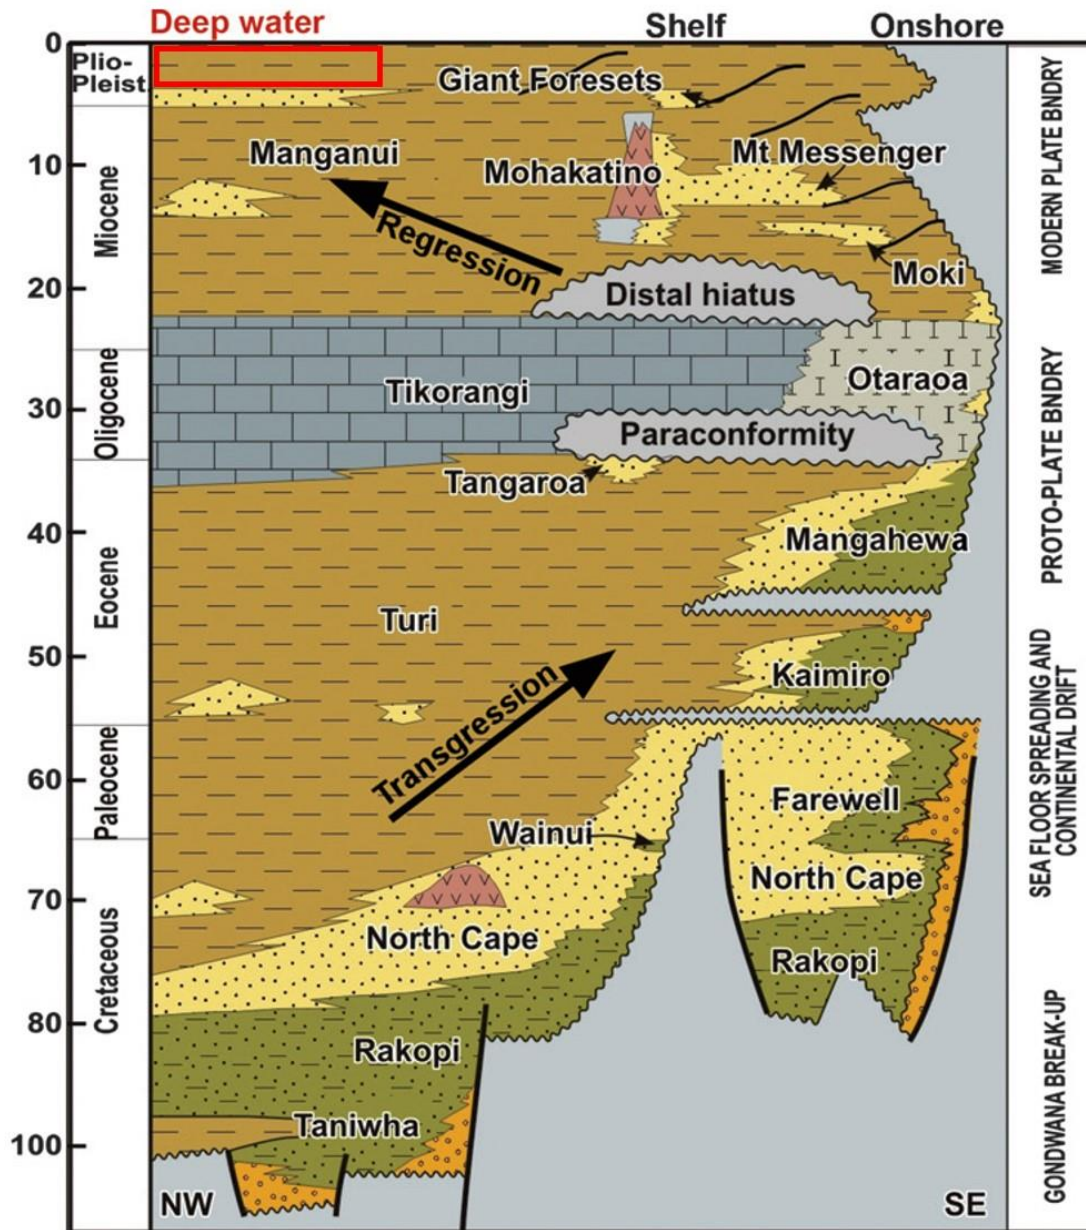 Deep water
Shelf
Onshore
0
10
20
30
40
50
60
70
80
100
Plio-
Pleist.
Miocene
Oligocene
Eocene
Paleocene
Cretaceous
Giant Foresets
Manganui
Mohakatino
Mt Messenger
Regression
Moki
Distal hiatus
Tikorangi
Otaraoa
Paraconformity
Tangaroa
Mangahewa
Turi
Kaimiro
Transgression
Farewell
Wainui
North Cape
North Cape
Rakopi
Rakopi
Taniwha
NW
SE
MODERN PLATE BNDRY
PROTO-PLATE BNDRY
SEA FLOOR SPREADING AND
CONTINENTAL DRIFT
GONDWANA BREAK-UP